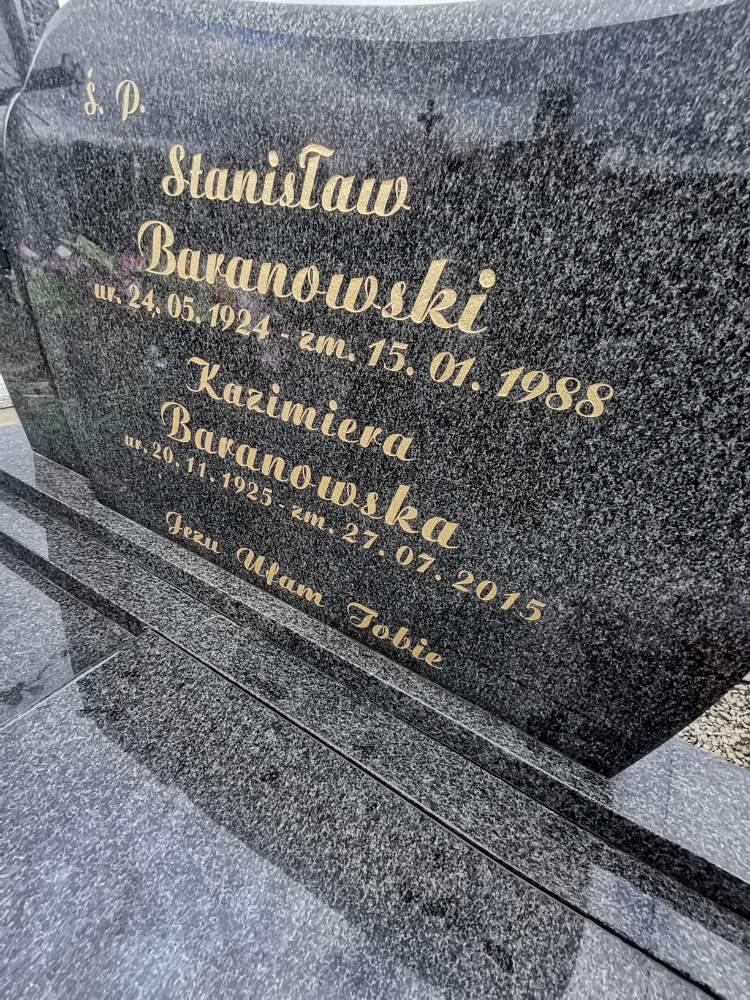 ś. p.
Stanisław
Baranowski
ur. 24. 05. 1924 - zm. 15. 01. 1988
Kazimiera
Baranowska
ur. 20. 11. 1925 - zm. 27. 07. 2015
Jezu Ufam Tobie